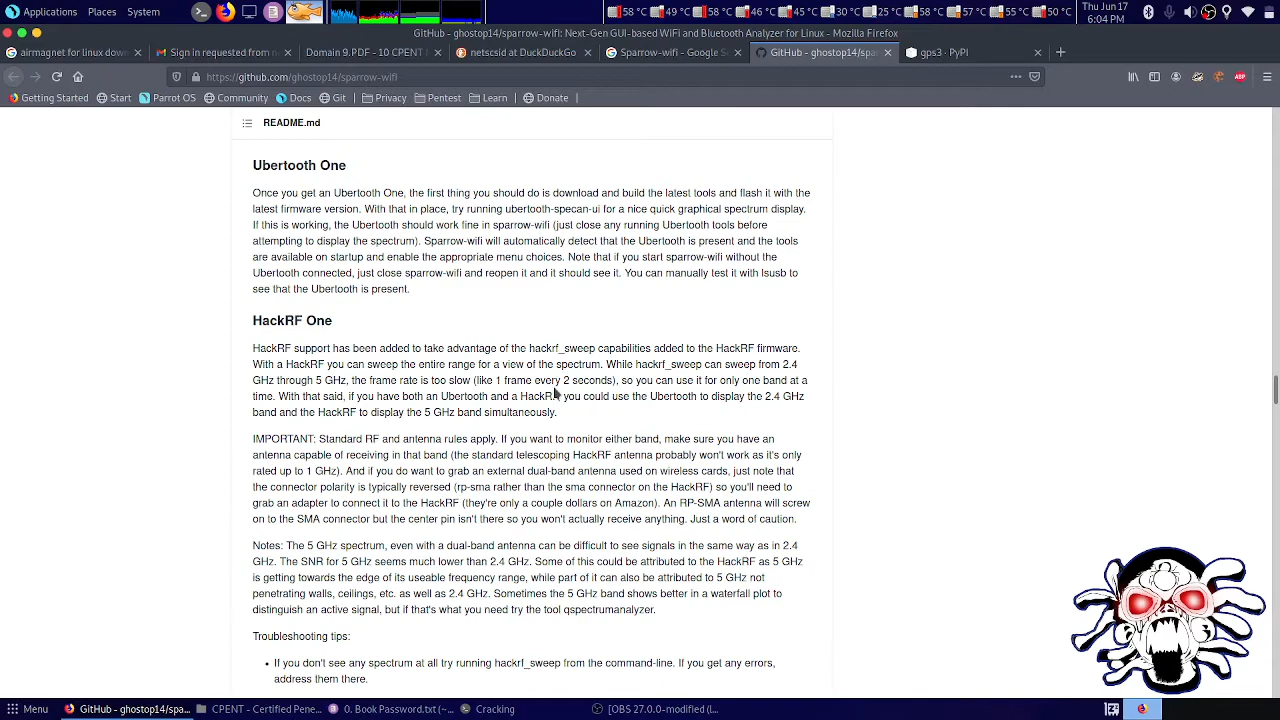 Applications Places System
58 °C 49 °C 58 °C 46 °C 45 °C 30 °C 25 °C 58 °C 37 °C 55 °C 50 °C
Thu Jun 17
6:04 PM
GitHub - ghostop14/sparrow-wifi: Next-Gen GUI-based WiFi and Bluetooth Analyzer for Linux - Mozilla Firefox
airmagnet for linux down
Sign in requested from n
Domain 9.PDF - 10 CPENT
netscsid at DuckDuckGo
Sparrow-wifi - Google S
GitHub - ghostop14/spa
gps3 · PyPI
https://github.com/ghostop14/sparrow-wifi
ABP
Getting Started Start Parrot OS Community Docs Git Privacy Pentest Learn Donate
README.md
Ubertooth One
Once you get an Ubertooth One, the first thing you should do is download and build the latest tools and flash it with the
latest firmware version. With that in place, try running ubertooth-specan-ui for a nice quick graphical spectrum display.
If this is working, the Ubertooth should work fine in sparrow-wifi (just close any running Ubertooth tools before
attempting to display the spectrum). Sparrow-wifi will automatically detect that the Ubertooth is present and the tools
are available on startup and enable the appropriate menu choices. Note that if you start sparrow-wifi without the
Ubertooth connected, just close sparrow-wifi and reopen it and it should see it. You can manually test it with lsusb to
see that the Ubertooth is present.
HackRF One
HackRF support has been added to take advantage of the hackrf_sweep capabilities added to the HackRF firmware.
With a HackRF you can sweep the entire range for a view of the spectrum. While hackrf_sweep can sweep from 2.4
GHz through 5 GHz, the frame rate is too slow (like 1 frame every 2 seconds), so you can use it for only one band at a
time. With that said, if you have both an Ubertooth and a HackRF, you could use the Ubertooth to display the 2.4 GHz
band and the HackRF to display the 5 GHz band simultaneously.
IMPORTANT: Standard RF and antenna rules apply. If you want to monitor either band, make sure you have an
antenna capable of receiving in that band (the standard telescoping HackRF antenna probably won't work as it's only
rated up to 1 GHz). And if you do want to grab an external dual-band antenna used on wireless cards, just note that
the connector polarity is typically reversed (rp-sma rather than the sma connector on the HackRF) so you'll need to
grab an adapter to connect it to the HackRF (they're only a couple dollars on Amazon). An RP-SMA antenna will screw
on to the SMA connector but the center pin isn't there so you won't actually receive anything. Just a word of caution.
Notes: The 5 GHz spectrum, even with a dual-band antenna can be difficult to see signals in the same way as in 2.4
GHz. The SNR for 5 GHz seems much lower than 2.4 GHz. Some of this could be attributed to the HackRF as 5 GHz
is getting towards the edge of its useable frequency range, while part of it can also be attributed to 5 GHz not
penetrating walls, ceilings, etc. as well as 2.4 GHz. Sometimes the 5 GHz band shows better in a waterfall plot to
distinguish an active signal, but if that's what you need try the tool qspectrumanalyzer.
Troubleshooting tips:
• If you don't see any spectrum at all try running hackrf_sweep from the command-line. If you get any errors,
address them there.
Menu
GitHub - ghostop14/spa...
CPENT - Certified Pene...
0. Book Password.txt (~...
Cracking
[OBS 27.0.0-modified (l...